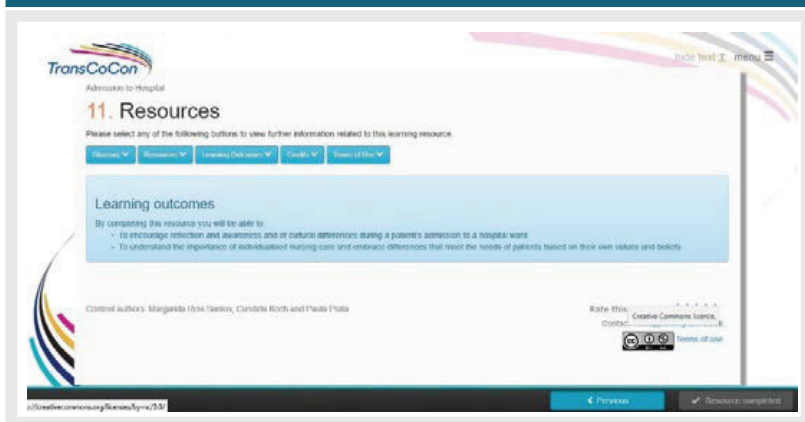 hide text I menu ☰
TransCoCon
Admission to Hospital
11. Resources
Please select any of the following buttons to view further information related to this learning resource.
Glossary Resources Learning Outcomes Credits Terms of Use
Learning outcomes
By completing this resource you will be able to:
- To encourage reflection and awareness and of cultural differences during a patient's admission to a hospital ward.
- To understand the importance of individualised nursing care and embrace differences that meet the needs of patients based on their own values and beliefs.
Content authors: Margarida Reis Santos, Candida Koch and Paula Prata
Rate this
Creative Commons licence,
Contac
Terms of use
Previous Resource completed
://creativecommons.org/licenses/by-nc/3.0/